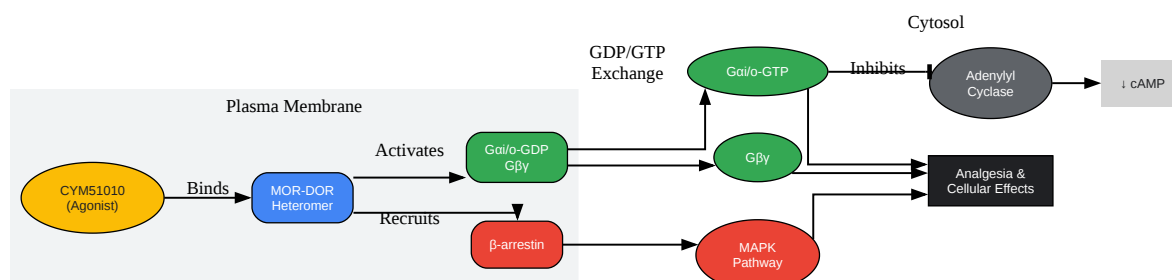 Cytosol
GDP/GTP
Exchange
Gαi/o-GTP
Inhibits
Adenylyl
Cyclase
↓ cAMP
Plasma Membrane
Activates
Gαi/o-GDP
Gβγ
Gβγ
CYM51010
(Agonist)
Binds
MOR-DOR
Heteromer
Analgesia &
Cellular Effects
Recruits
β-arrestin
MAPK
Pathway